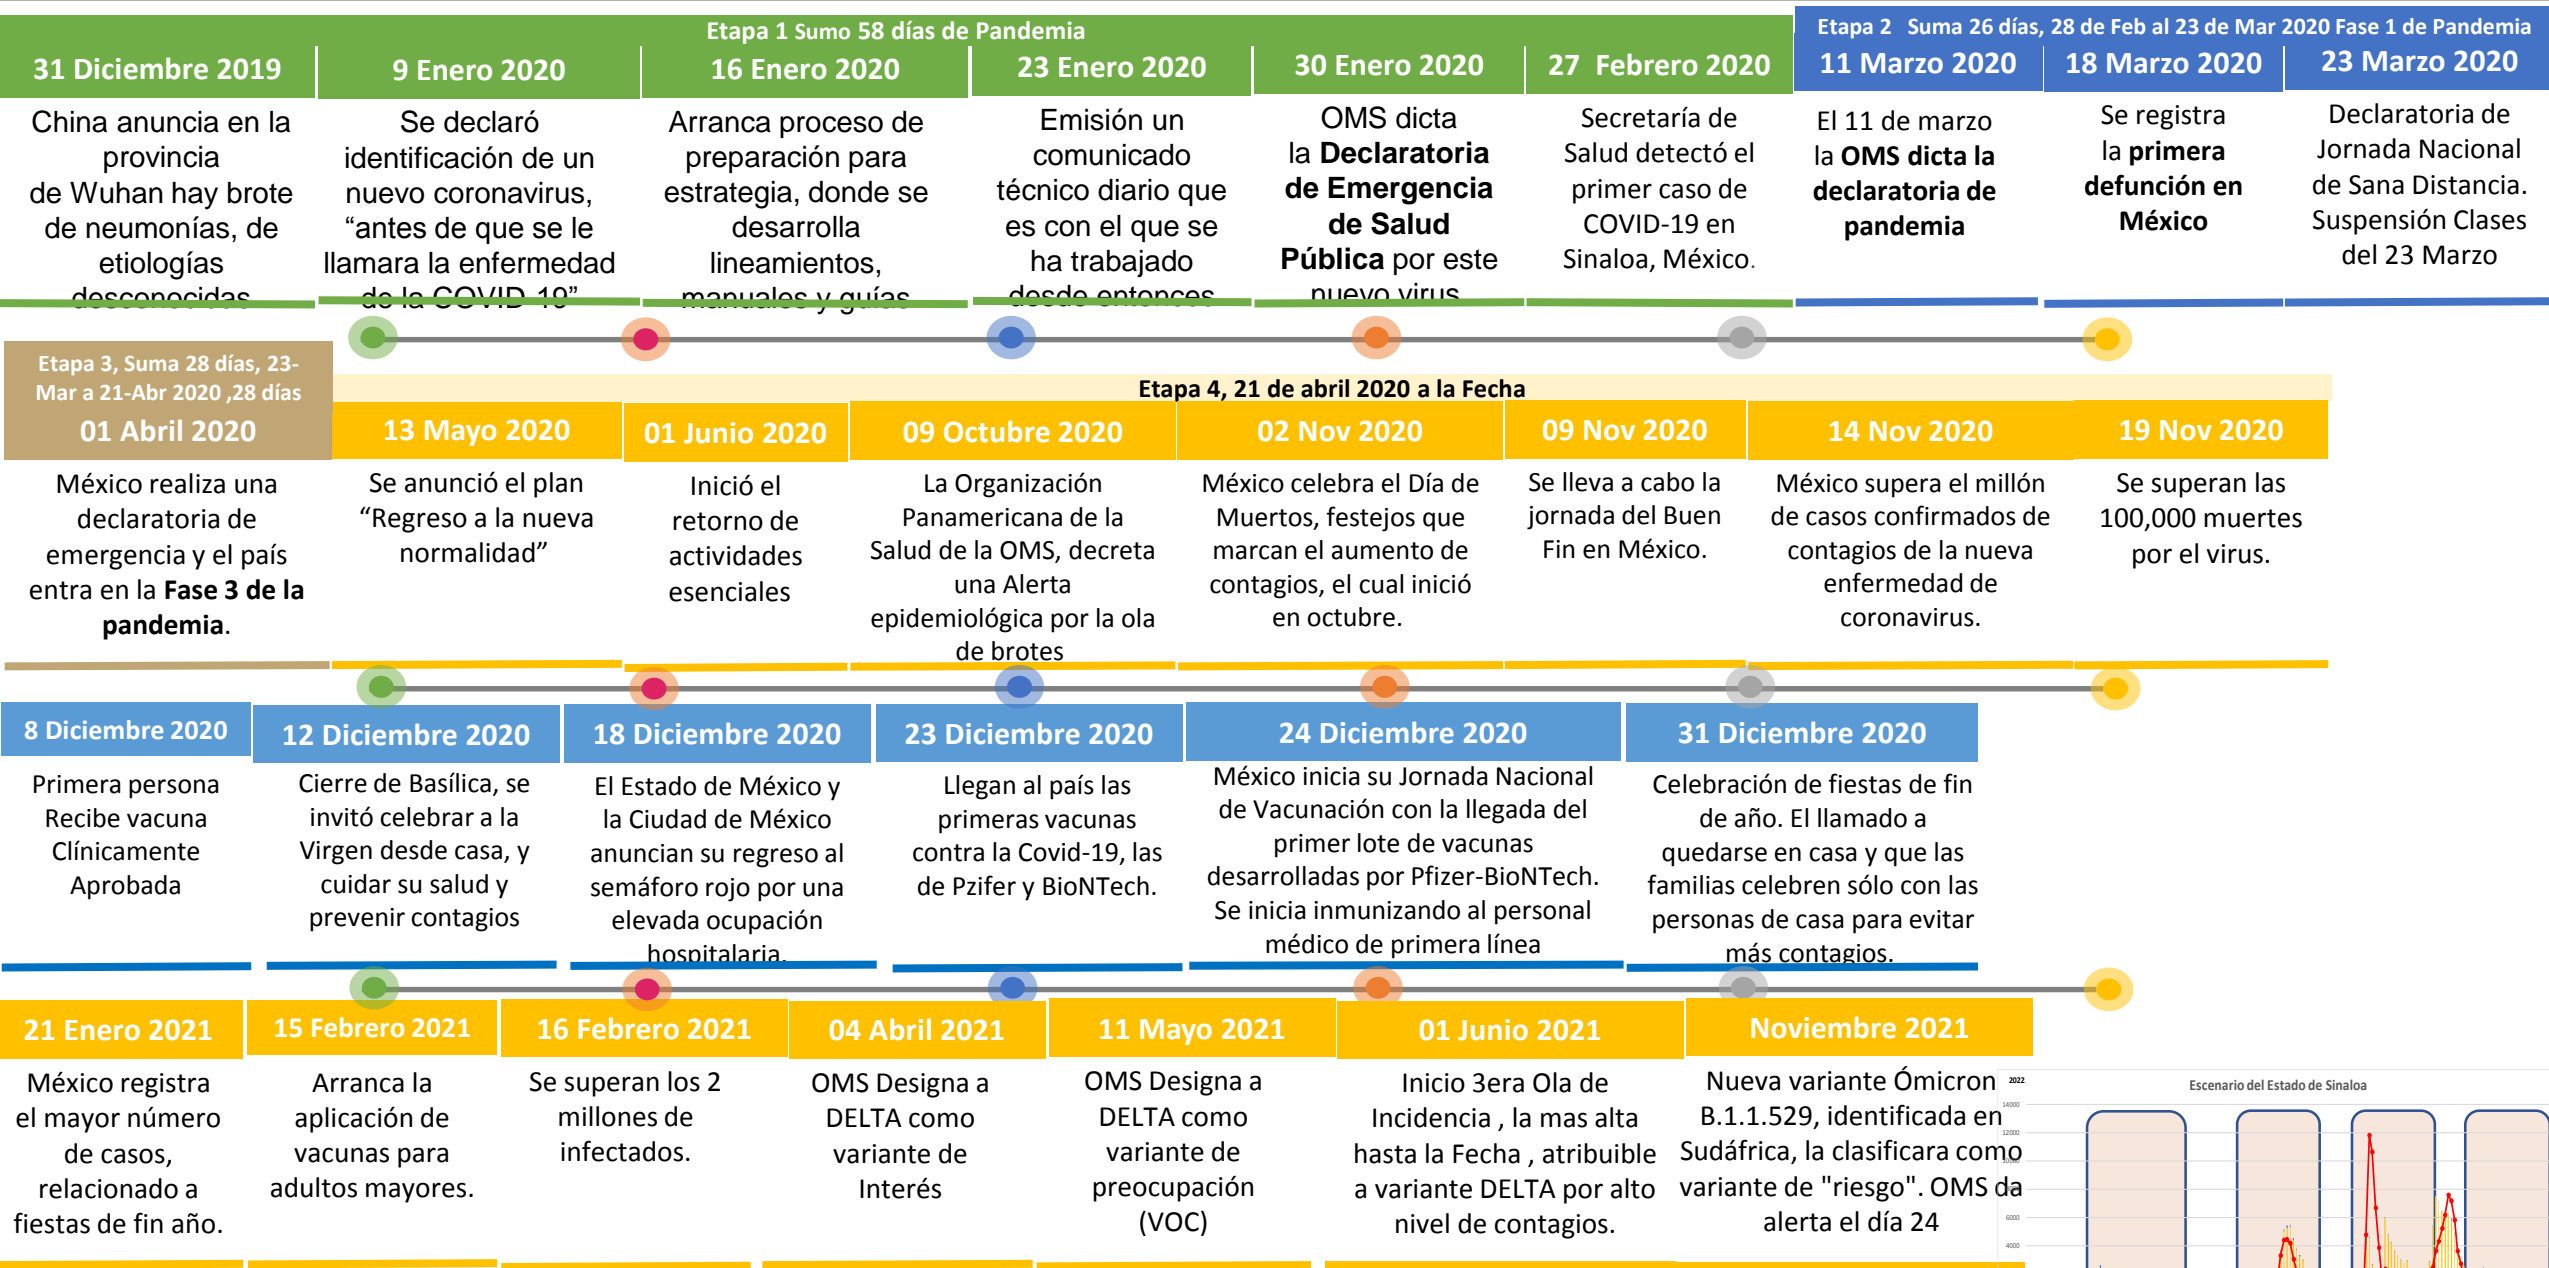 Etapa 1 Sumo 58 días de Pandemia
Etapa 2 Suma 26 días, 28 de Feb al 23 de Mar 2020 Fase 1 de Pandemia
31 Diciembre 2019
China anuncia en la
provincia
de Wuhan hay brote
de neumonías, de
etiologías
desconocidas
9 Enero 2020
Se declaró
identificación de un
nuevo coronavirus,
“antes de que se le
llamara la enfermedad
de la COVID-19”
16 Enero 2020
Arranca proceso de
preparación para
estrategia, donde se
desarrolla
lineamientos,
manuales y guías
23 Enero 2020
Emisión un
comunicado
técnico diario que
es con el que se
ha trabajado
desde entonces
30 Enero 2020
OMS dicta
la Declaratoria
de Emergencia
de Salud
Pública por este
nuevo virus
27 Febrero 2020
Secretaría de
Salud detectó el
primer caso de
COVID-19 en
Sinaloa, México.
11 Marzo 2020
El 11 de marzo
la OMS dicta la
declaratoria de
pandemia
18 Marzo 2020
Se registra
la primera
defunción en
México
23 Marzo 2020
Declaratoria de
Jornada Nacional
de Sana Distancia.
Suspensión Clases
del 23 Marzo
Etapa 3, Suma 28 días, 23-
Mar a 21-Abr 2020 ,28 días
Etapa 4, 21 de abril 2020 a la Fecha
01 Abril 2020
México realiza una
declaratoria de
emergencia y el país
entra en la Fase 3 de la
pandemia.
13 Mayo 2020
Se anunció el plan
“Regreso a la nueva
normalidad”
01 Junio 2020
Inició el
retorno de
actividades
esenciales
09 Octubre 2020
La Organización
Panamericana de la
Salud de la OMS, decreta
una Alerta
epidemiológica por la ola
de brotes
02 Nov 2020
México celebra el Día de
Muertos, festejos que
marcan el aumento de
contagios, el cual inició
en octubre.
09 Nov 2020
Se lleva a cabo la
jornada del Buen
Fin en México.
14 Nov 2020
México supera el millón
de casos confirmados de
contagios de la nueva
enfermedad de
coronavirus.
19 Nov 2020
Se superan las
100,000 muertes
por el virus.
8 Diciembre 2020
Primera persona
Recibe vacuna
Clínicamente
Aprobada
12 Diciembre 2020
Cierre de Basílica, se
invitó celebrar a la
Virgen desde casa, y
cuidar su salud y
prevenir contagios
18 Diciembre 2020
El Estado de México y
la Ciudad de México
anuncian su regreso al
semáforo rojo por una
elevada ocupación
hospitalaria.
23 Diciembre 2020
Llegan al país las
primeras vacunas
contra la Covid-19, las
de Pzifer y BioNTech.
24 Diciembre 2020
México inicia su Jornada Nacional
de Vacunación con la llegada del
primer lote de vacunas
desarrolladas por Pfizer-BioNTech.
Se inicia inmunizando al personal
médico de primera línea
31 Diciembre 2020
Celebración de fiestas de fin
de año. El llamado a
quedarse en casa y que las
familias celebren sólo con las
personas de casa para evitar
más contagios.
21 Enero 2021
México registra
el mayor número
de casos,
relacionado a
fiestas de fin año.
15 Febrero 2021
Arranca la
aplicación de
vacunas para
adultos mayores.
16 Febrero 2021
Se superan los 2
millones de
infectados.
04 Abril 2021
OMS Designa a
DELTA como
variante de
Interés
11 Mayo 2021
OMS Designa a
DELTA como
variante de
preocupación
(VOC)
01 Junio 2021
Inicio 3era Ola de
Incidencia , la mas alta
hasta la Fecha , atribuible
a variante DELTA por alto
nivel de contagios.
Noviembre 2021
Nueva variante Ómicron
B.1.1.529, identificada en
Sudáfrica, la clasificara como
variante de "riesgo". OMS da
alerta el día 24
2022
Escenario del Estado de Sinaloa
14000
12000
10000
6000
4000